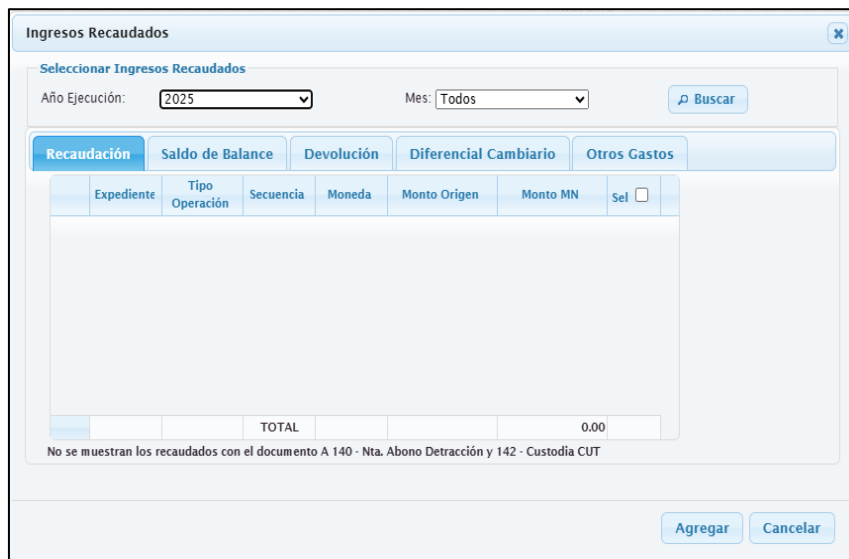 Ingresos Recaudados
Seleccionar Ingresos Recaudados
Año Ejecución: 2025 Mes: Todos Buscar
Recaudación Saldo de Balance Devolución Diferencial Cambiario Otros Gastos
Expediente Tipo Operación Secuencia Moneda Monto Origen Monto MN Sel
TOTAL 0.00
No se muestran los recaudados con el documento A 140 - Nta. Abono Detracción y 142 - Custodia CUT
Agregar Cancelar